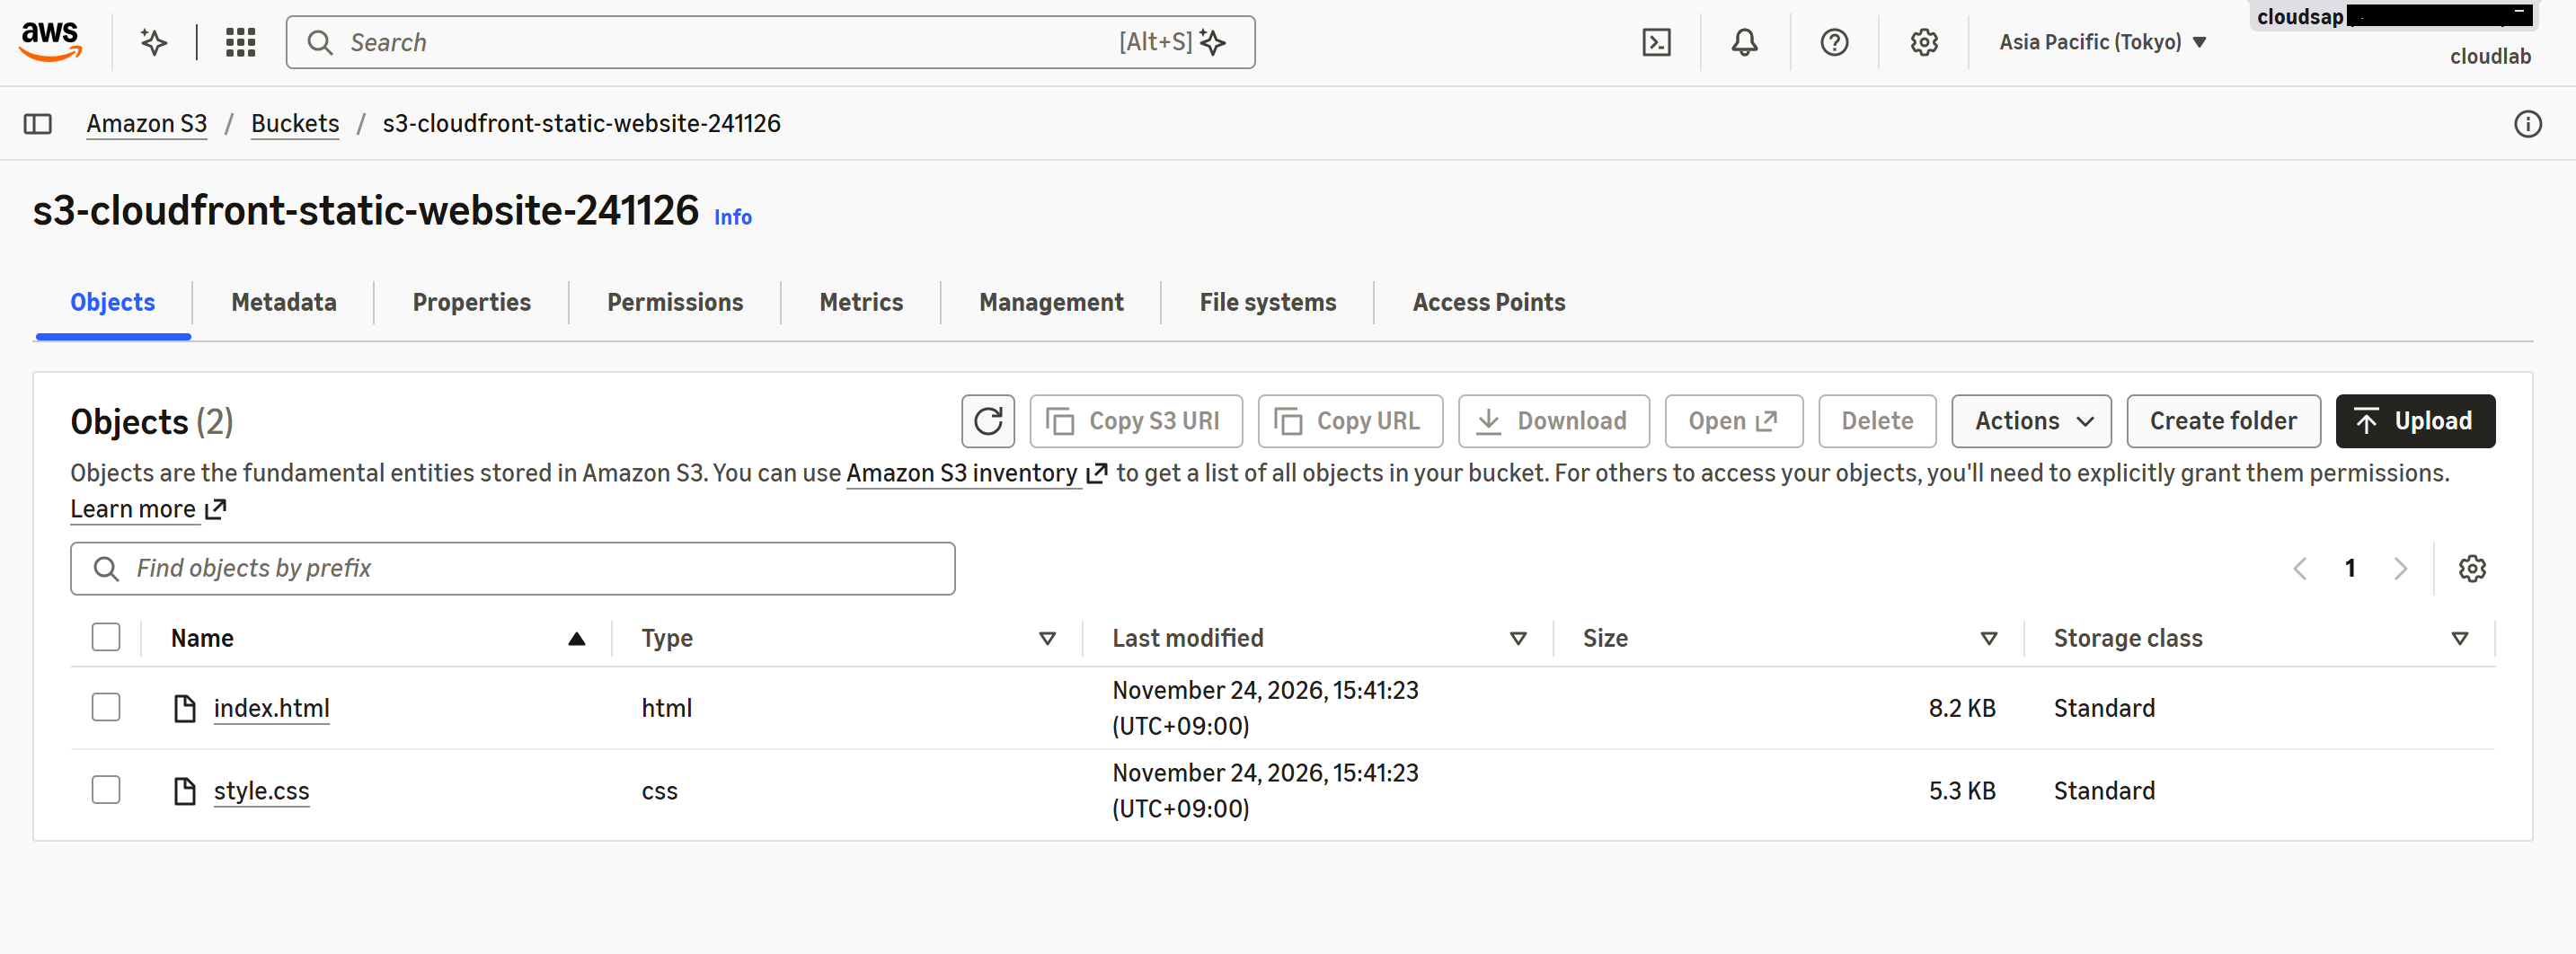 aws
Search [Alt+S]
Asia Pacific (Tokyo)
cloudsap
cloudlab
Amazon S3 / Buckets / s3-cloudfront-static-website-241126
s3-cloudfront-static-website-241126 Info
Objects Metadata Properties Permissions Metrics Management File systems Access Points
Objects (2) Copy S3 URI Copy URL Download Open Delete Actions Create folder Upload
Objects are the fundamental entities stored in Amazon S3. You can use Amazon S3 inventory to get a list of all objects in your bucket. For others to access your objects, you'll need to explicitly grant them permissions.
Learn more
Find objects by prefix 1
Name Type Last modified Size Storage class
index.html html November 24, 2026, 15:41:23 (UTC+09:00) 8.2 KB Standard
style.css css November 24, 2026, 15:41:23 (UTC+09:00) 5.3 KB Standard